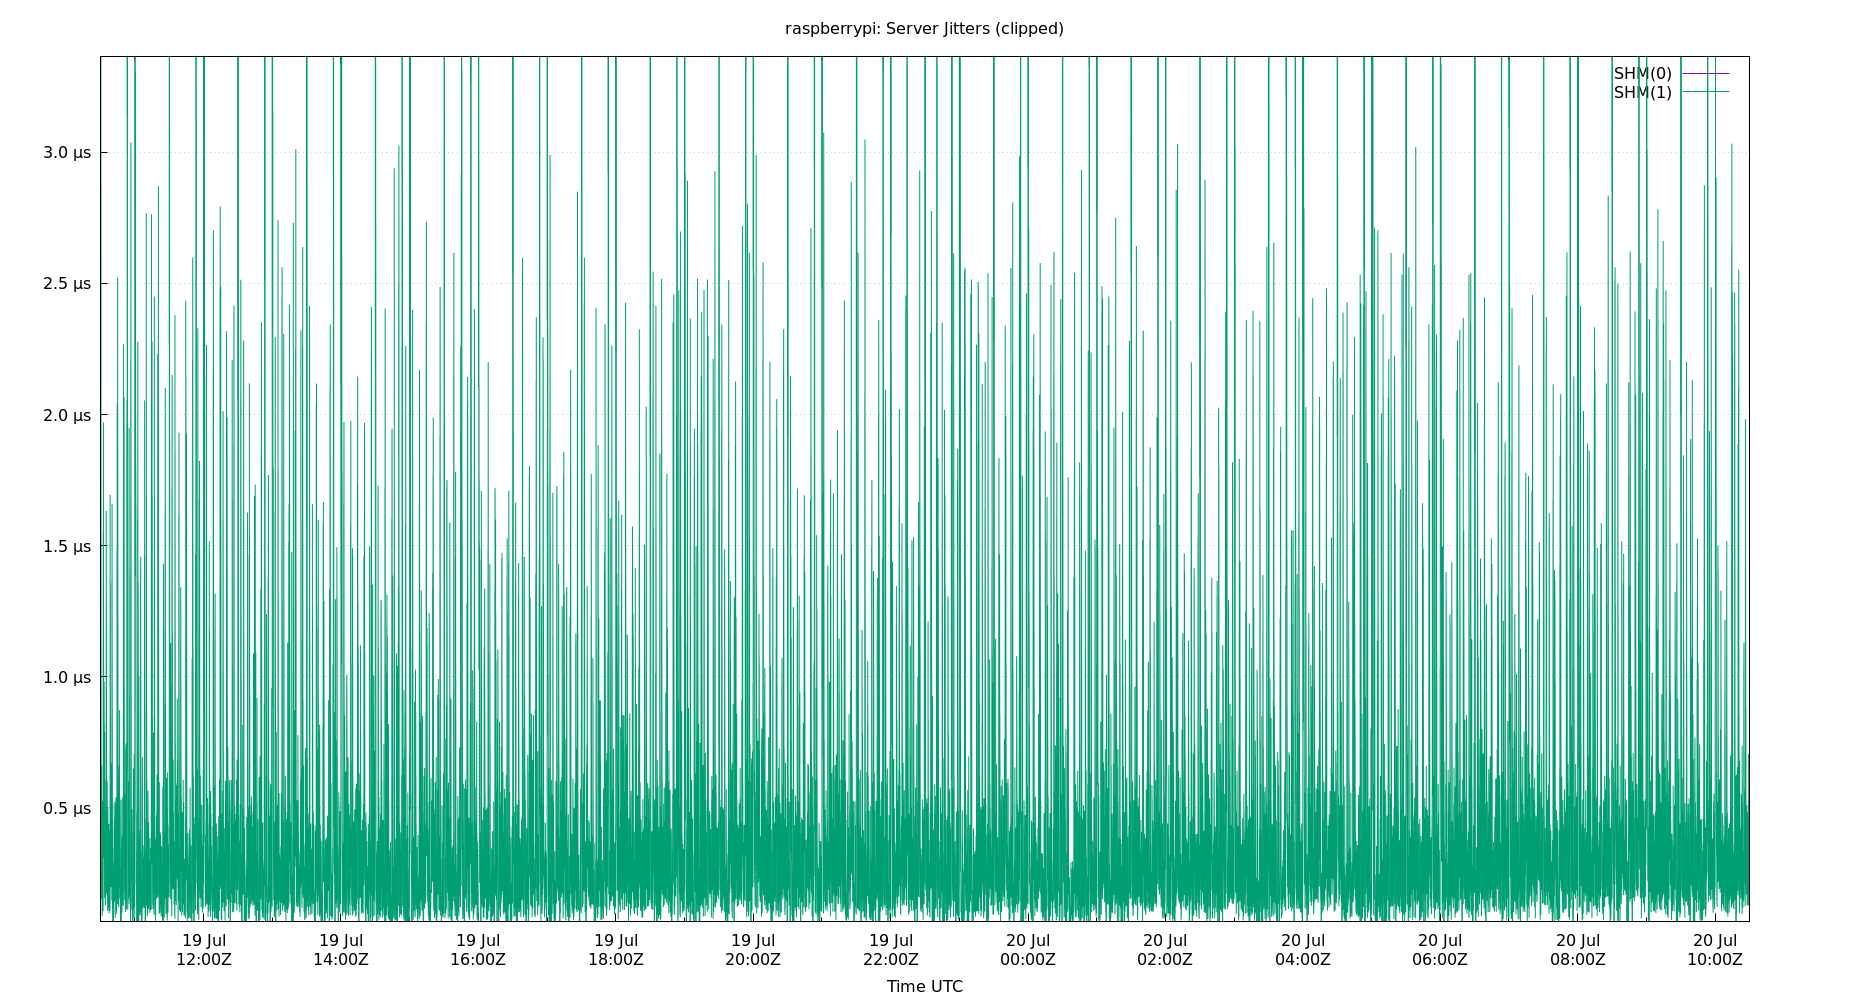 raspberrypi: Server Jitters (clipped)
SHM(0)
SHM(1)
3.0 µs
2.5 µs
2.0 µs
1.5 µs
1.0 µs
0.5 µs
19 Jul 19 Jul 19 Jul 19 Jul 19 Jul 19 Jul 20 Jul 20 Jul 20 Jul 20 Jul 20 Jul 20 Jul
12:00Z 14:00Z 16:00Z 18:00Z 20:00Z 22:00Z 00:00Z 02:00Z 04:00Z 06:00Z 08:00Z 10:00Z
Time UTC